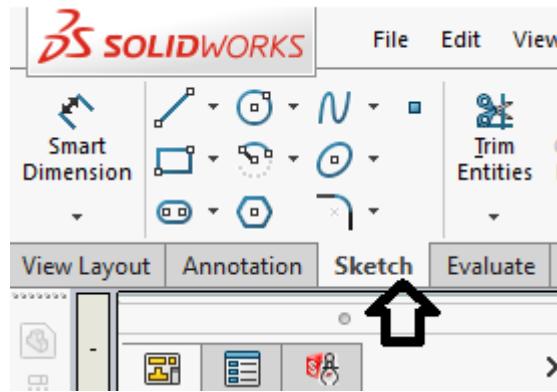 SOLIDWORKS File Edit View
Smart
Dimension
Trim
Entities
View Layout Annotation Sketch Evaluate